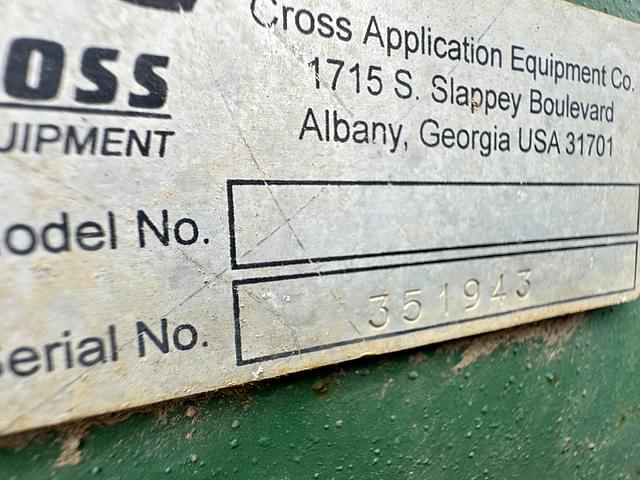 OSS
UIPMENT
Cross Application Equipment Co.
1715 S. Slappey Boulevard
Albany, Georgia USA 31701
odel No.
erial No. 351943